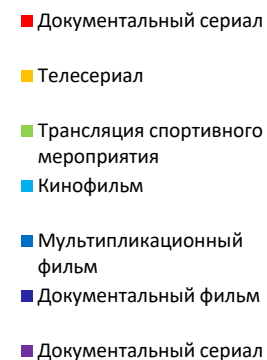 Документальный сериал
Телесериал
Трансляция спортивного
мероприятия
Кинофильм
Мультипликационный
фильм
Документальный фильм
Документальный сериал